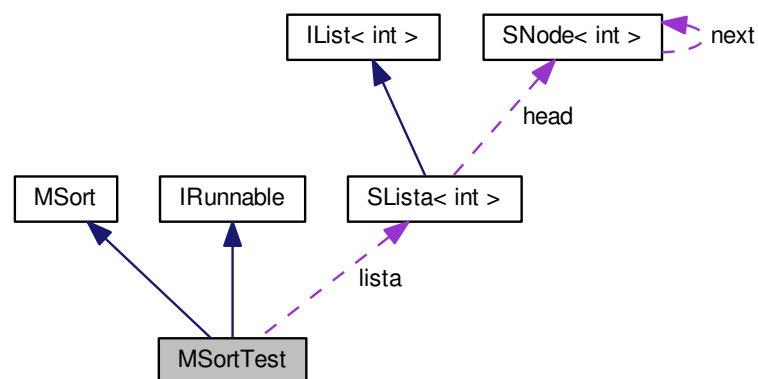 IList< int >
SNode< int >
next
head
MSort
IRunnable
SLista< int >
lista
MSortTest